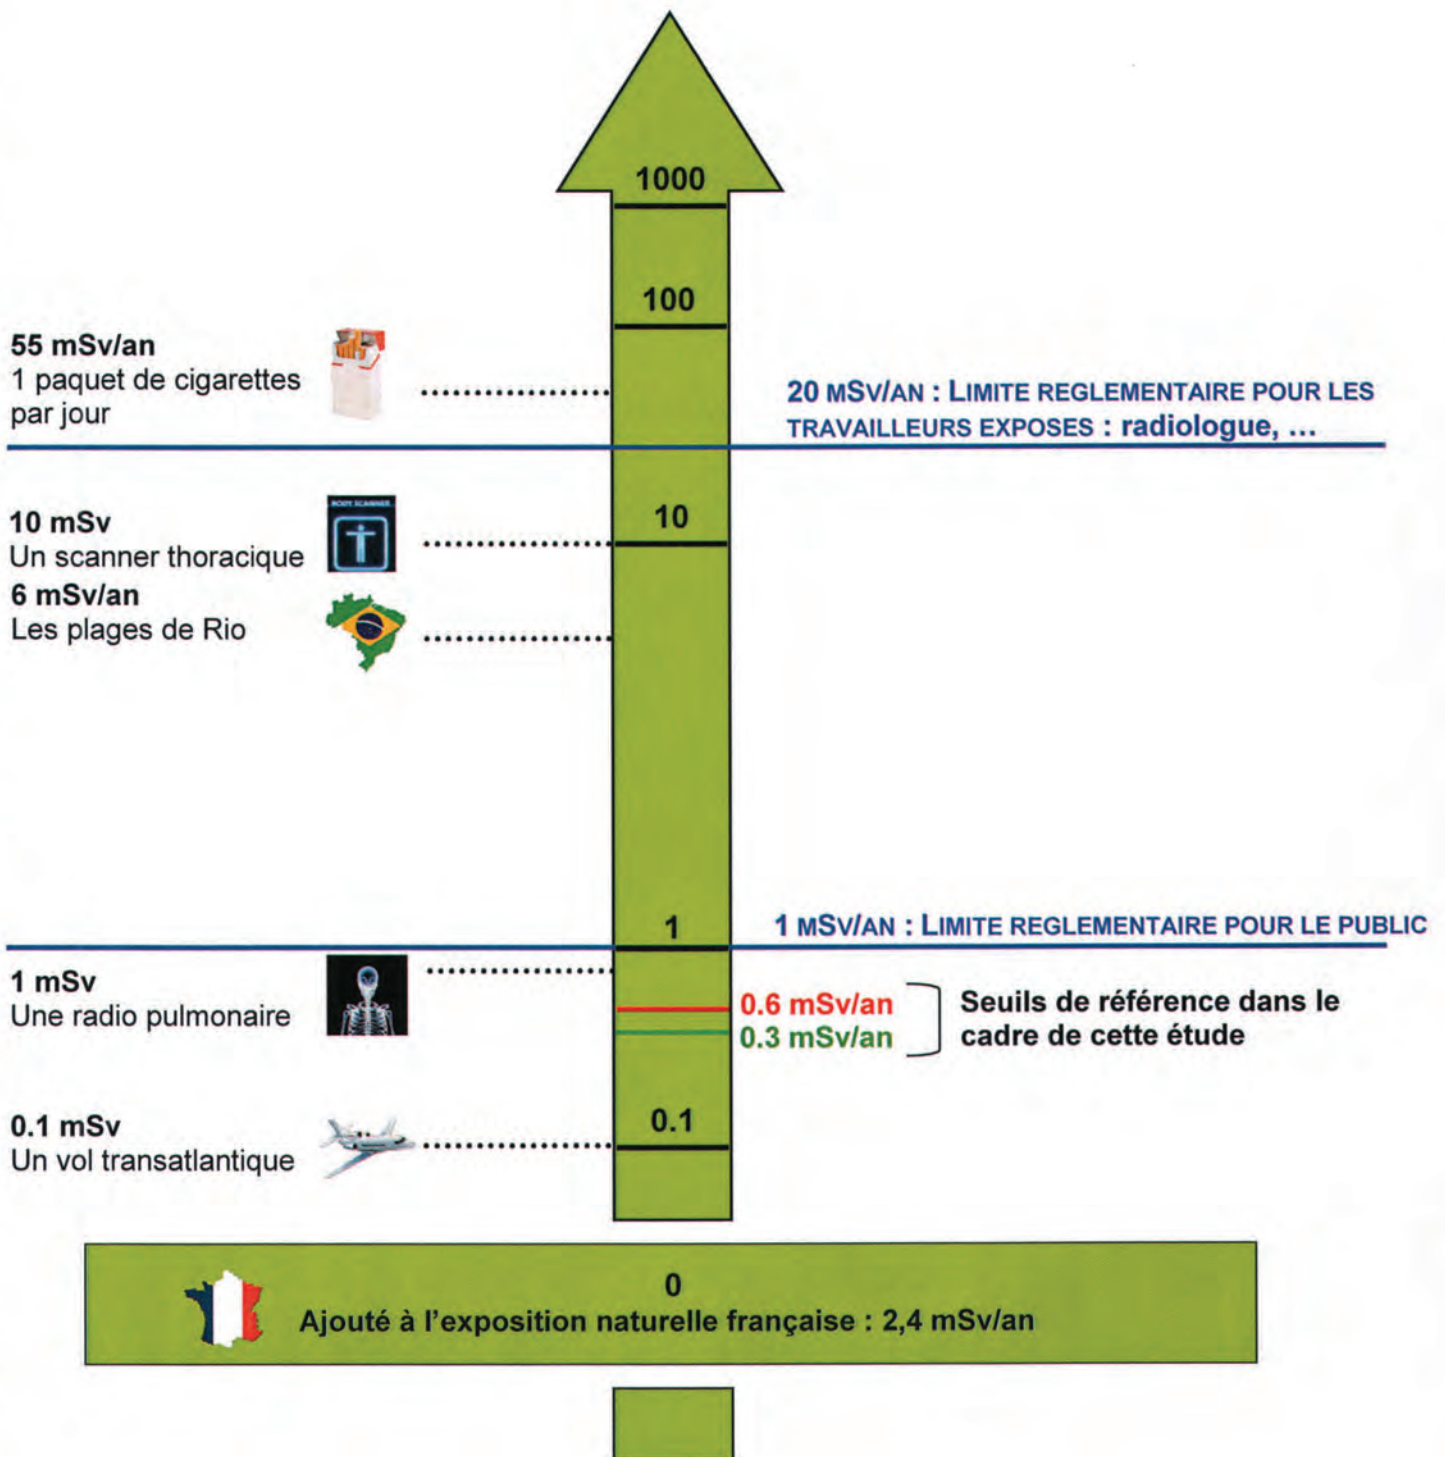 1000
100
55 mSv/an
1 paquet de cigarettes
par jour
20 MSV/AN : LIMITE REGLEMENTAIRE POUR LES
TRAVAILLEURS EXPOSES : radiologue, ...
BODY SCANNER
10 mSv
Un scanner thoracique
10
6 mSv/an
Les plages de Rio
1
1 MSV/AN : LIMITE REGLEMENTAIRE POUR LE PUBLIC
1 mSv
Une radio pulmonaire
0.6 mSv/an
0.3 mSv/an
Seuils de référence dans le
cadre de cette étude
0.1 mSv
Un vol transatlantique
0.1
0
Ajouté à l'exposition naturelle française : 2,4 mSv/an